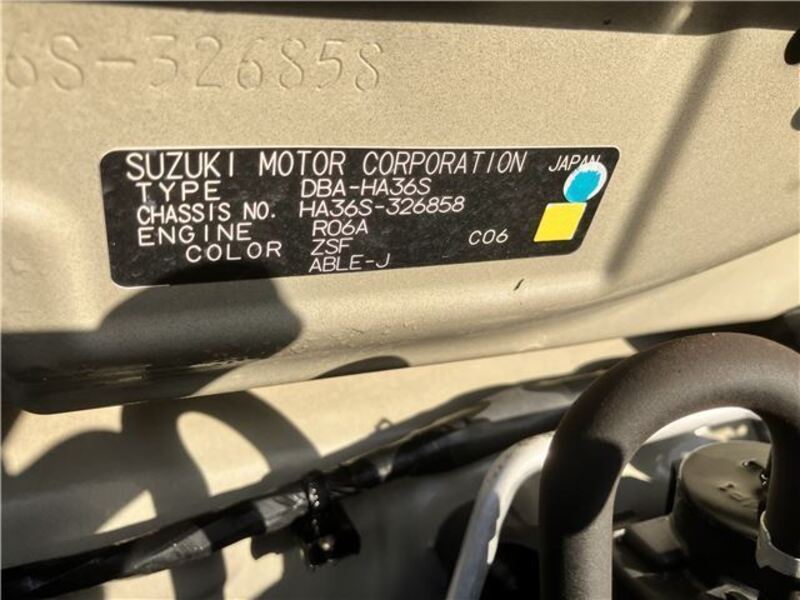 6S-326858
SUZUKI MOTOR CORPORATION JAPAN
TYPE DBA-HA36S
CHASSIS NO. HA36S-326858
ENGINE R06A
COLOR ZSF C06
ABLE-J